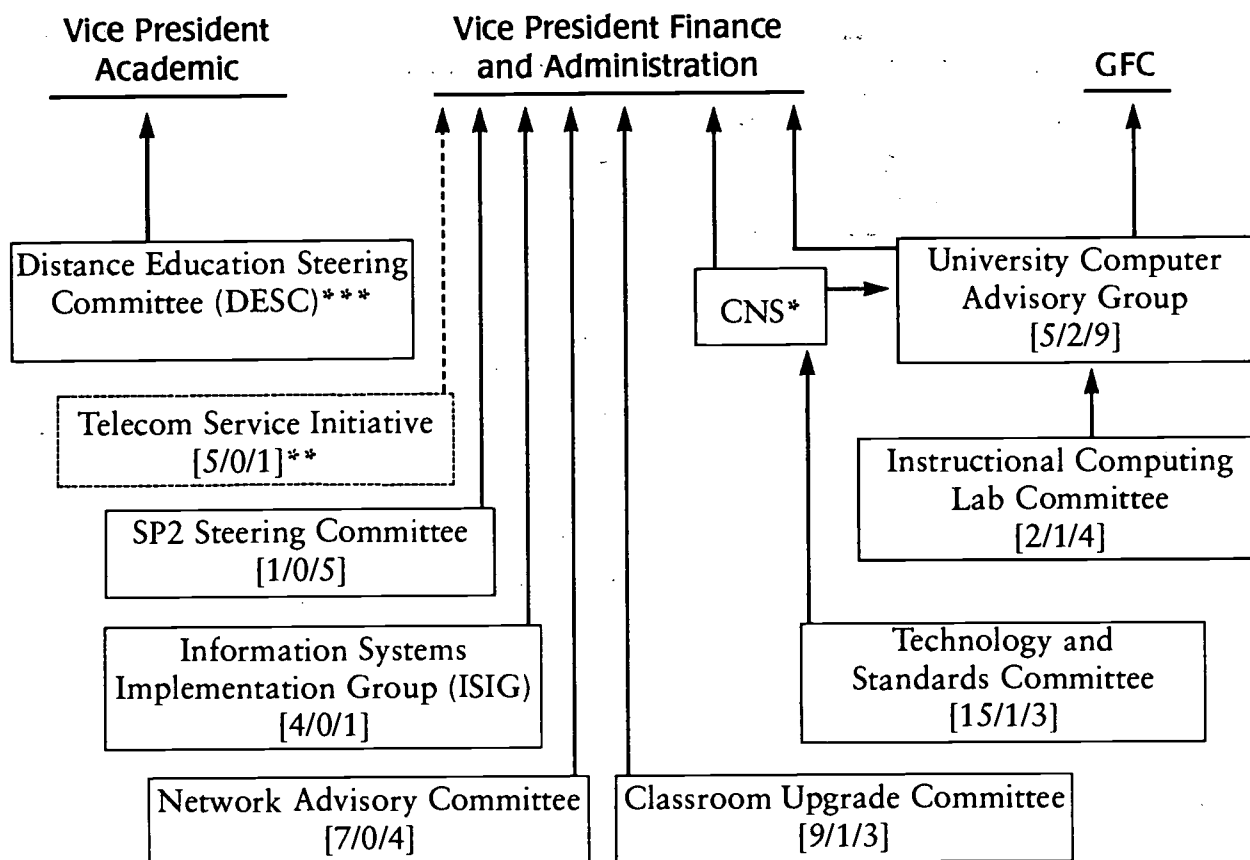 Vice President
Academic
Vice President Finance
and Administration
GFC
Distance Education Steering
Committee (DESC)***
University Computer
Advisory Group
[5/2/9]
CNS*
Telecom Service Initiative
[5/0/1]**
Instructional Computing
Lab Committee
[2/1/4]
SP2 Steering Committee
[1/0/5]
Information Systems
Implementation Group (ISIG)
[4/0/1]
Technology and
Standards Committee
[15/1/3]
Network Advisory Committee
[7/0/4]
Classroom Upgrade Committee
[9/1/3]